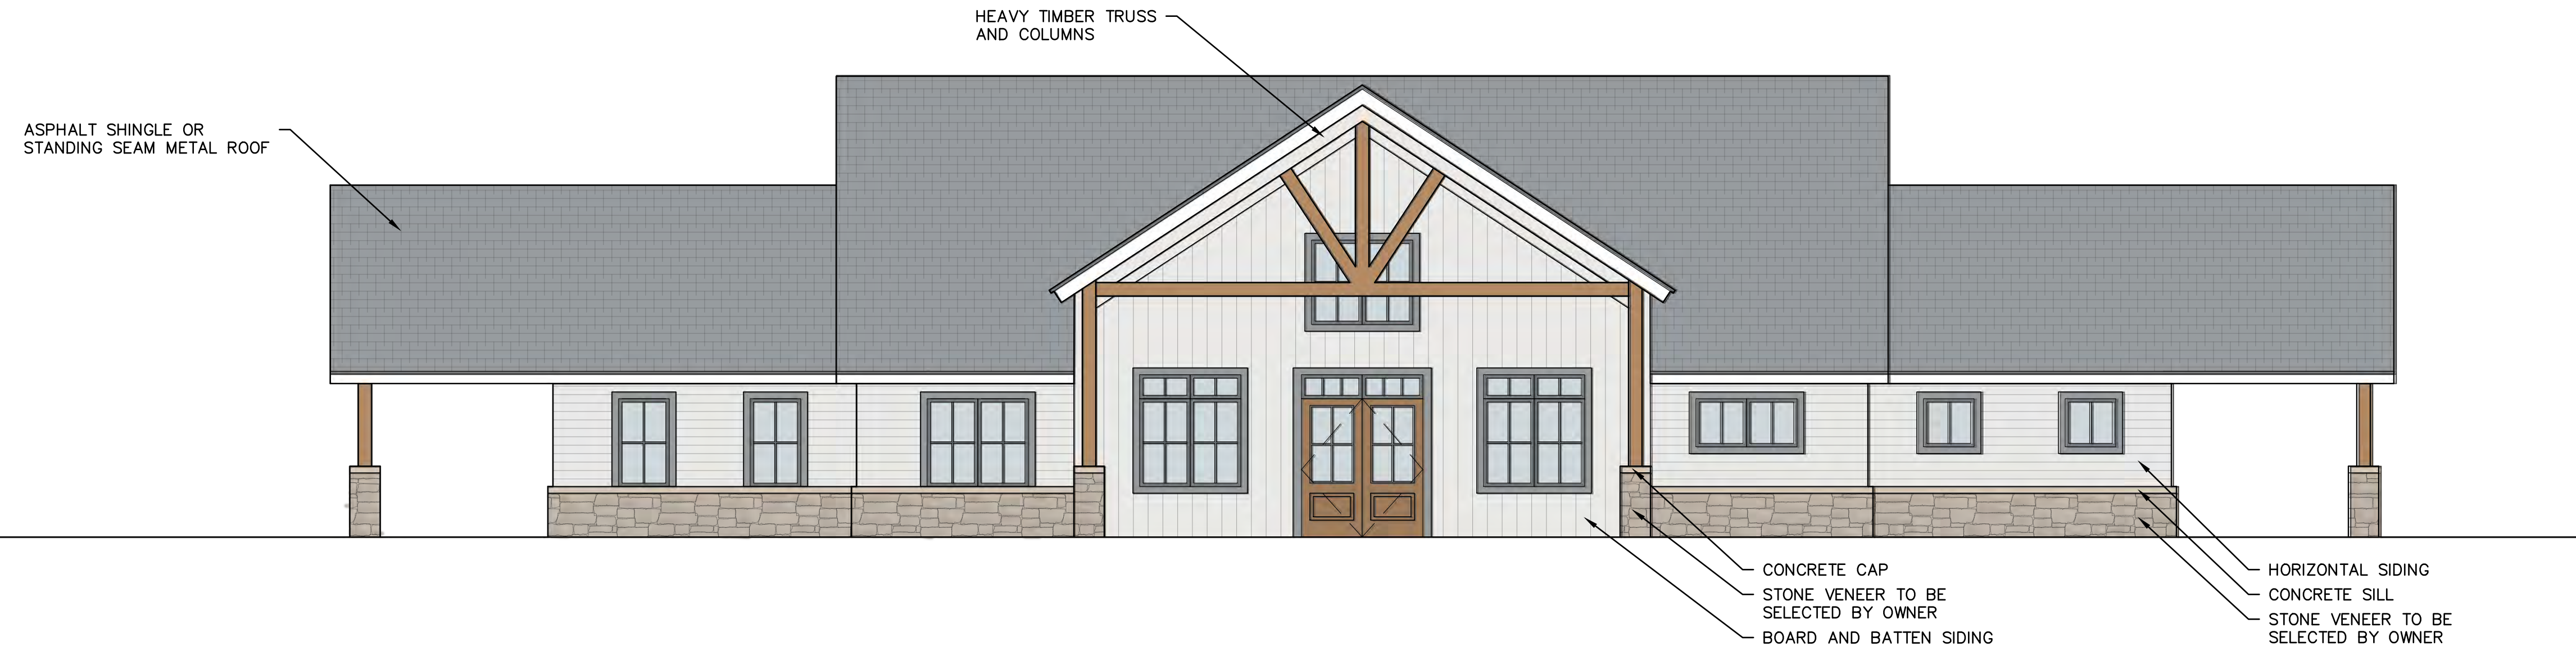 HEAVY TIMBER TRUSS
AND COLUMNS
ASPHALT SHINGLE OR
STANDING SEAM METAL ROOF
CONCRETE CAP
STONE VENEER TO BE
SELECTED BY OWNER
BOARD AND BATTEN SIDING
HORIZONTAL SIDING
CONCRETE SILL
STONE VENEER TO BE
SELECTED BY OWNER